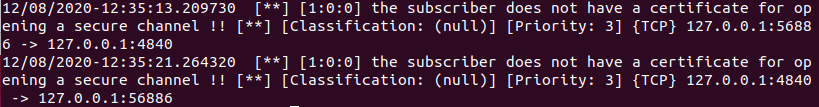 12/08/2020-12:35:13.209730  [**] [1:0:0] the subscriber does not have a certificate for op
ening a secure channel !! [**] [Classification: (null)] [Priority: 3] {TCP} 127.0.0.1:5688
6 -> 127.0.0.1:4840
12/08/2020-12:35:21.264320  [**] [1:0:0] the subscriber does not have a certificate for op
ening a secure channel !! [**] [Classification: (null)] [Priority: 3] {TCP} 127.0.0.1:4840
 -> 127.0.0.1:56886